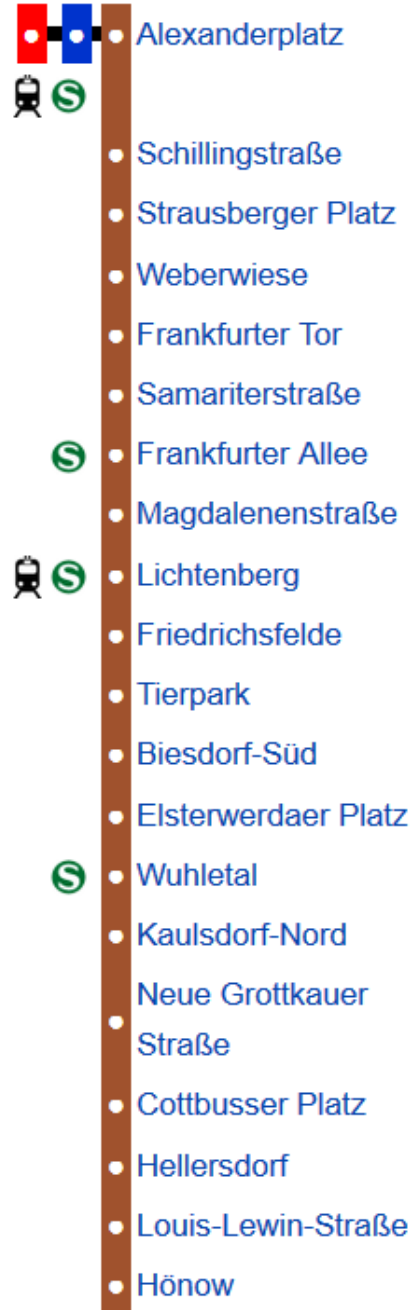 Alexanderplatz
S
Schillingstraße
Strausberger Platz
Weberwiese
Frankfurter Tor
Samariterstraße
S Frankfurter Allee
Magdalenenstraße
S Lichtenberg
Friedrichsfelde
Tierpark
Biesdorf-Süd
Elsterwerdaer Platz
S Wuhletal
Kaulsdorf-Nord
Neue Grottkauer
Straße
Cottbusser Platz
Hellersdorf
Louis-Lewin-Straße
Hönow